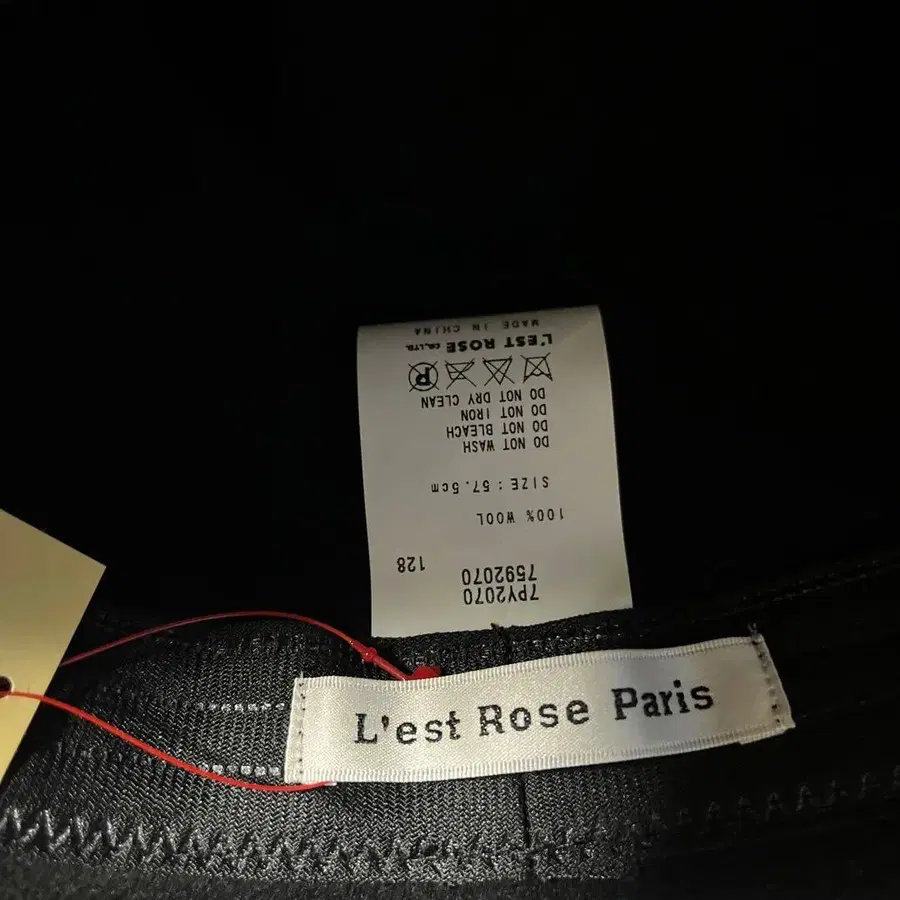 7PY2070
7592070
128
100% WOOL
SIZE : 57.5cm
DO NOT WASH
DO NOT BLEACH
DO NOT IRON
DO NOT DRY CLEAN
P
L'EST ROSE CO.,LTD.
MADE IN CHINA
L'est Rose Paris